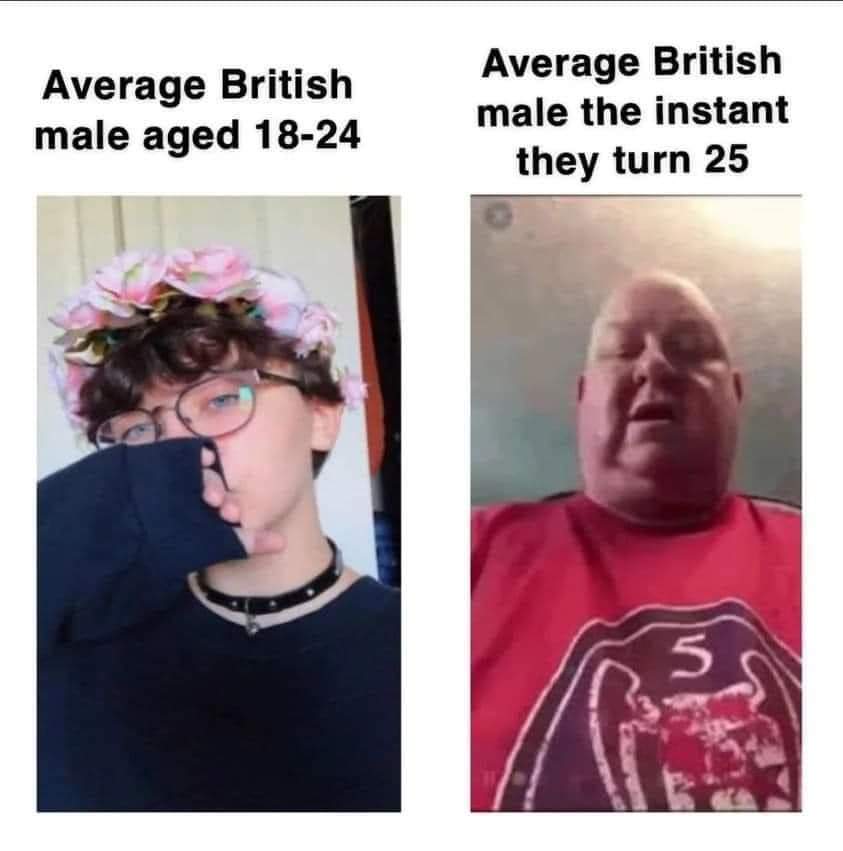 Average British
male aged 18-24
Average British
male the instant
they turn 25
5